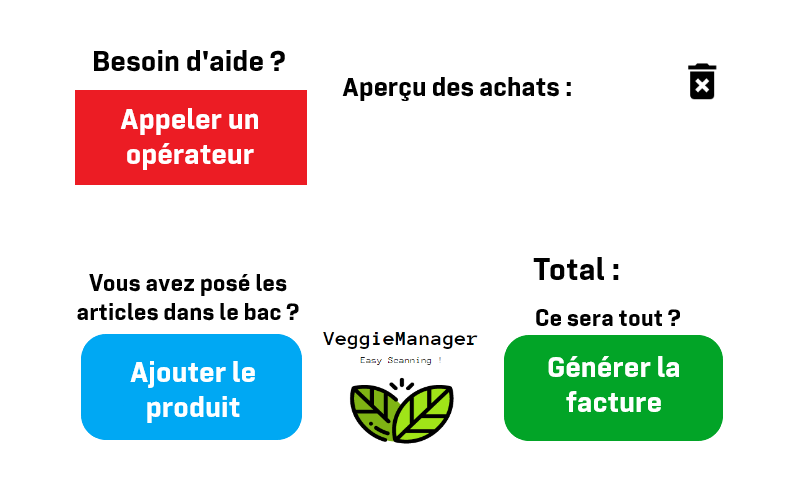 Besoin d'aide ?
Appeler un
opérateur
Aperçu des achats :
Vous avez posé les
articles dans le bac ?
Ajouter le
produit
VeggieManager
Easy Scanning !
Total :
Ce sera tout ?
Générer la
facture